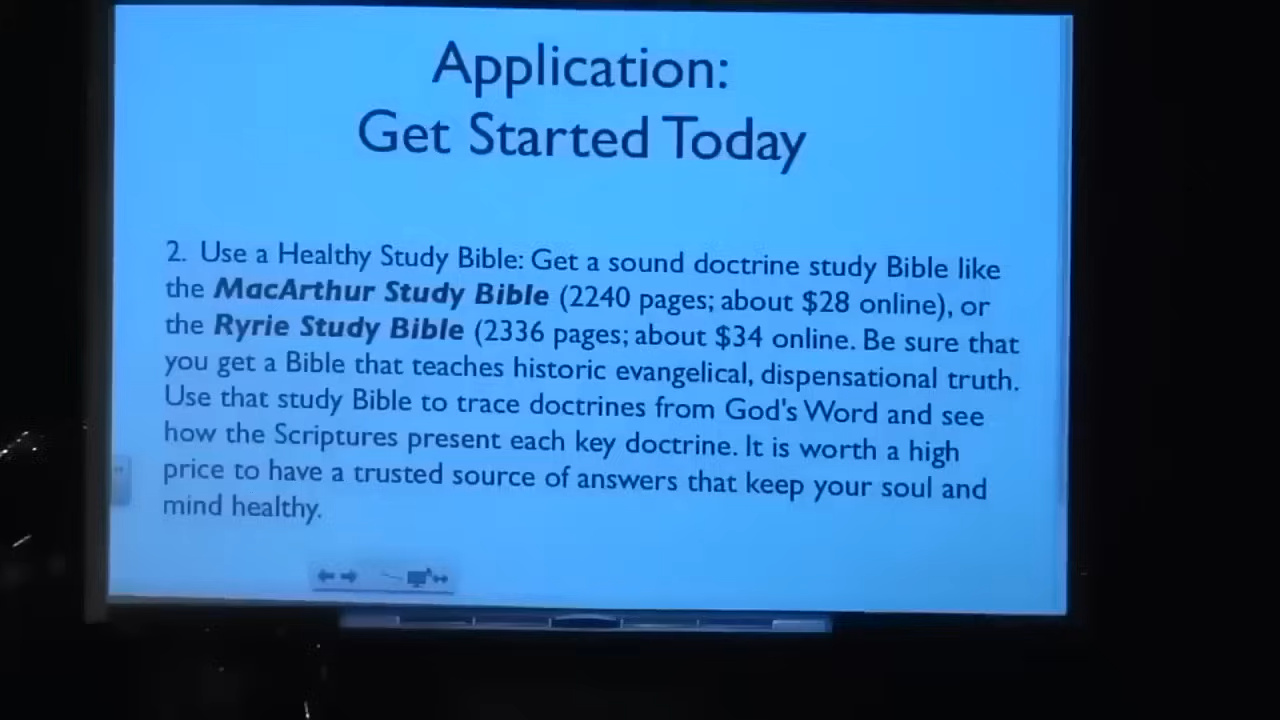 Application:
Get Started Today
2. Use a Healthy Study Bible: Get a sound doctrine study Bible like
the MacArthur Study Bible (2240 pages; about $28 online), or
the Ryrie Study Bible (2336 pages; about $34 online. Be sure that
you get a Bible that teaches historic evangelical, dispensational truth.
Use that study Bible to trace doctrines from God's Word and see
how the Scriptures present each key doctrine. It is worth a high
price to have a trusted source of answers that keep your soul and
mind healthy.